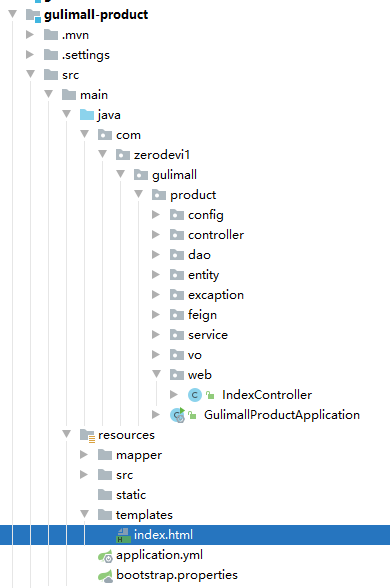 gulimall-product
.mvn
.settings
src
main
java
com
zerodevi1
gulimall
product
config
controller
dao
entity
excaption
feign
service
vo
web
IndexController
GulimallProductApplication
resources
mapper
src
static
templates
index.html
application.yml
bootstrap.properties